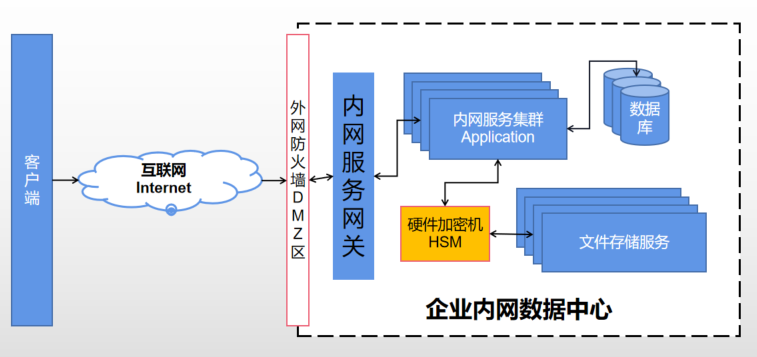 客户端
互联网
Internet
外网防火墙DMZ区
内网服务网关
内网服务集群
Application
数据
库
硬件加密机
HSM
文件存储服务
企业内网数据中心